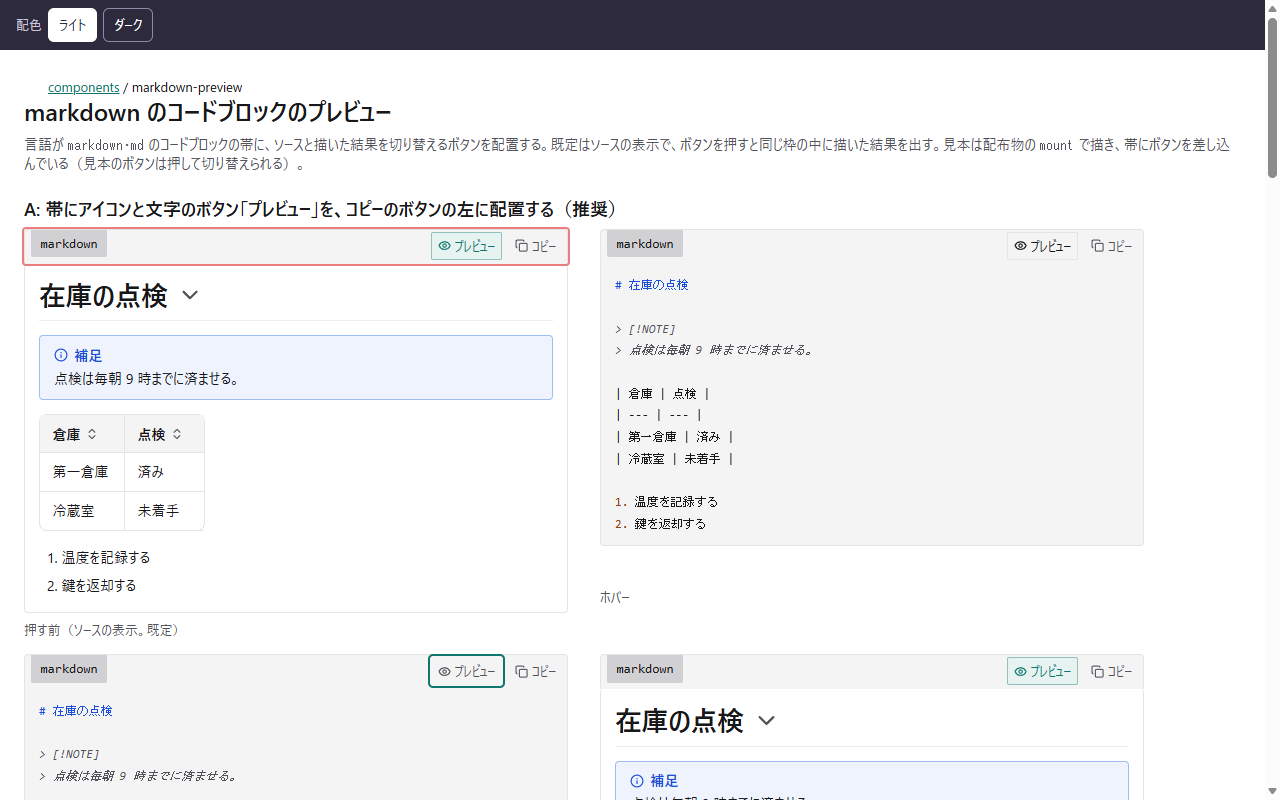 配色 ライト ダーク
components / markdown-preview
markdown のコードブロックのプレビュー
言語が markdown・md のコードブロックの帯に、ソースと描いた結果を切り替えるボタンを配置する。既定はソースの表示で、ボタンを押すと同じ枠の中に描いた結果を出す。見本は配布物の mount で描き、帯にボタンを差し込
んでいる（見本のボタンは押して切り替えられる）。
A: 帯にアイコンと文字のボタン「プレビュー」を、コピーのボタンの左に配置する（推奨）
markdown プレビュー コピー
在庫の点検
補足
点検は毎朝 9 時までに済ませる。
倉庫 点検
第一倉庫 済み
冷蔵室 未着手
1. 温度を記録する
2. 鍵を返却する
押す前（ソースの表示。既定）
markdown プレビュー コピー
# 在庫の点検
> [!NOTE]
> 点検は毎朝 9 時までに済ませる。
| 倉庫 | 点検 |
| --- | --- |
| 第一倉庫 | 済み |
| 冷蔵室 | 未着手 |
1. 温度を記録する
2. 鍵を返却する
ホバー
markdown プレビュー コピー
# 在庫の点検
> [!NOTE]
> 点検は毎朝 9 時までに済ませる。
markdown プレビュー コピー
在庫の点検
補足